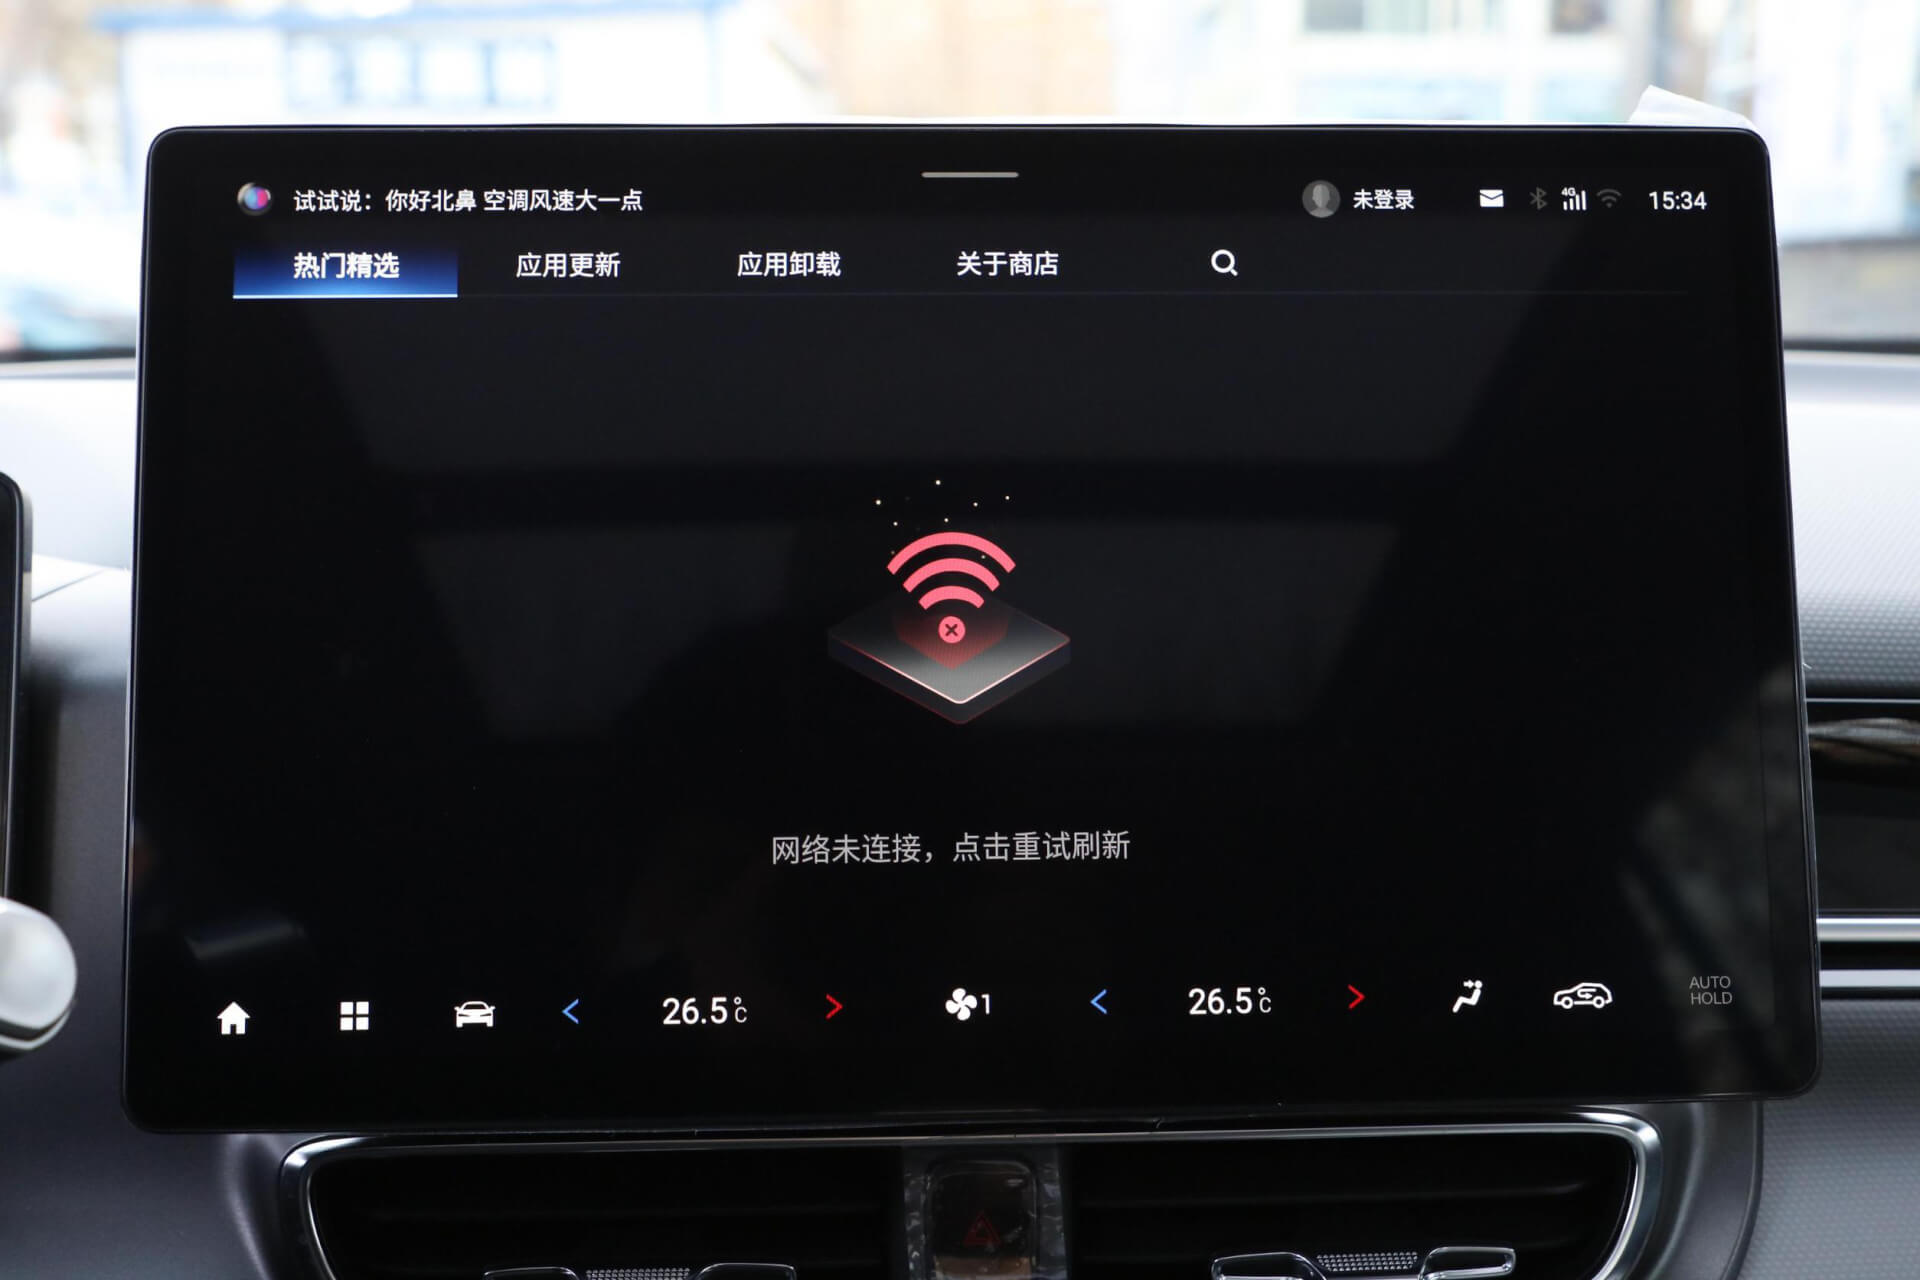 试试说：你好北鼻 空调风速大一点
未登录
4G
15:34
热门精选
应用更新
应用卸载
关于商店
网络未连接，点击重试刷新
26.5℃
1
26.5℃
AUTO
HOLD